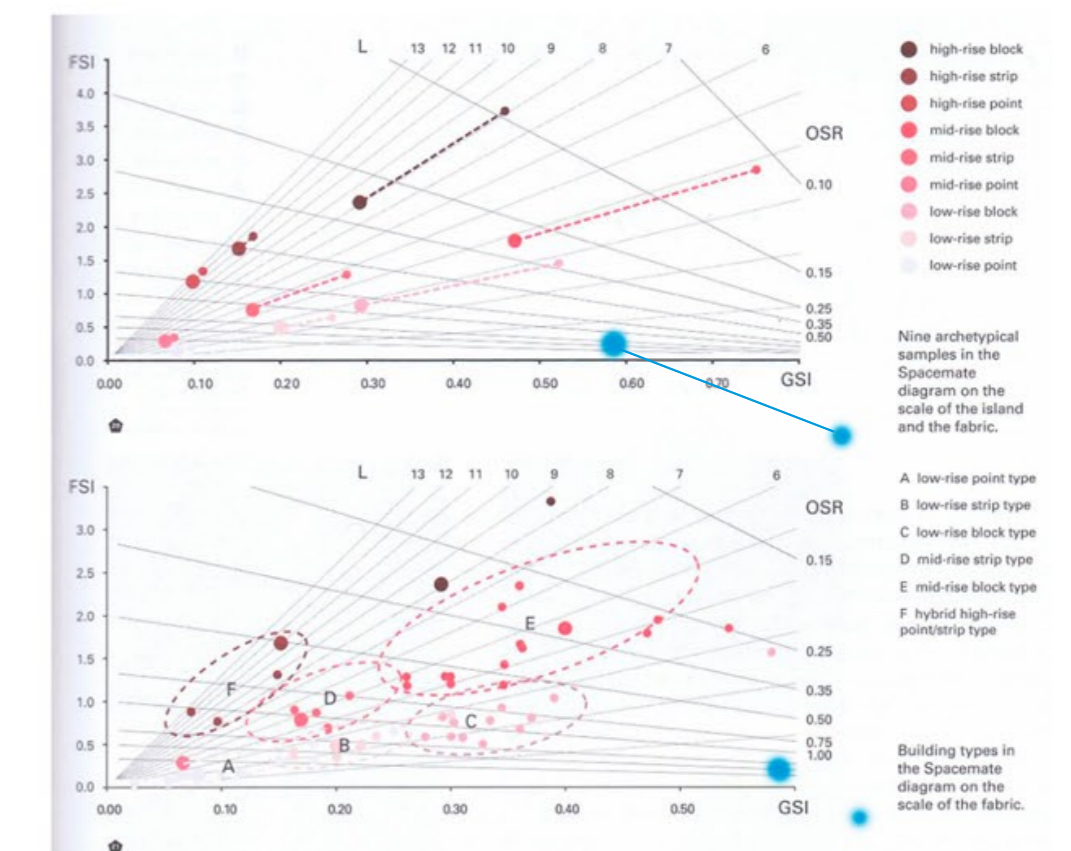 L 13 12 11 10 9 8 7 6
FSI
4.0
3.5
3.0
2.5
2.0
1.5
1.0
0.5
0.0
OSR
0.10
0.15
0.25
0.35
0.50
0.00 0.10 0.20 0.30 0.40 0.50 0.60 0.70 GSI
high-rise block
high-rise strip
high-rise point
mid-rise block
mid-rise strip
mid-rise point
low-rise block
low-rise strip
low-rise point
Nine archetypical
samples in the
Spacemate
diagram on the
scale of the island
and the fabric.
L 13 12 11 10 9 8 7 6
FSI
3.0
2.5
2.0
1.5
1.0
0.5
0.0
OSR
0.15
0.25
0.35
0.50
0.75
1.00
E
F
D
C
B
A
0.00 0.10 0.20 0.30 0.40 0.50 GSI
A low-rise point type
B low-rise strip type
C low-rise block type
D mid-rise strip type
E mid-rise block type
F hybrid high-rise
point/strip type
Building types in
the Spacemate
diagram on the
scale of the fabric.